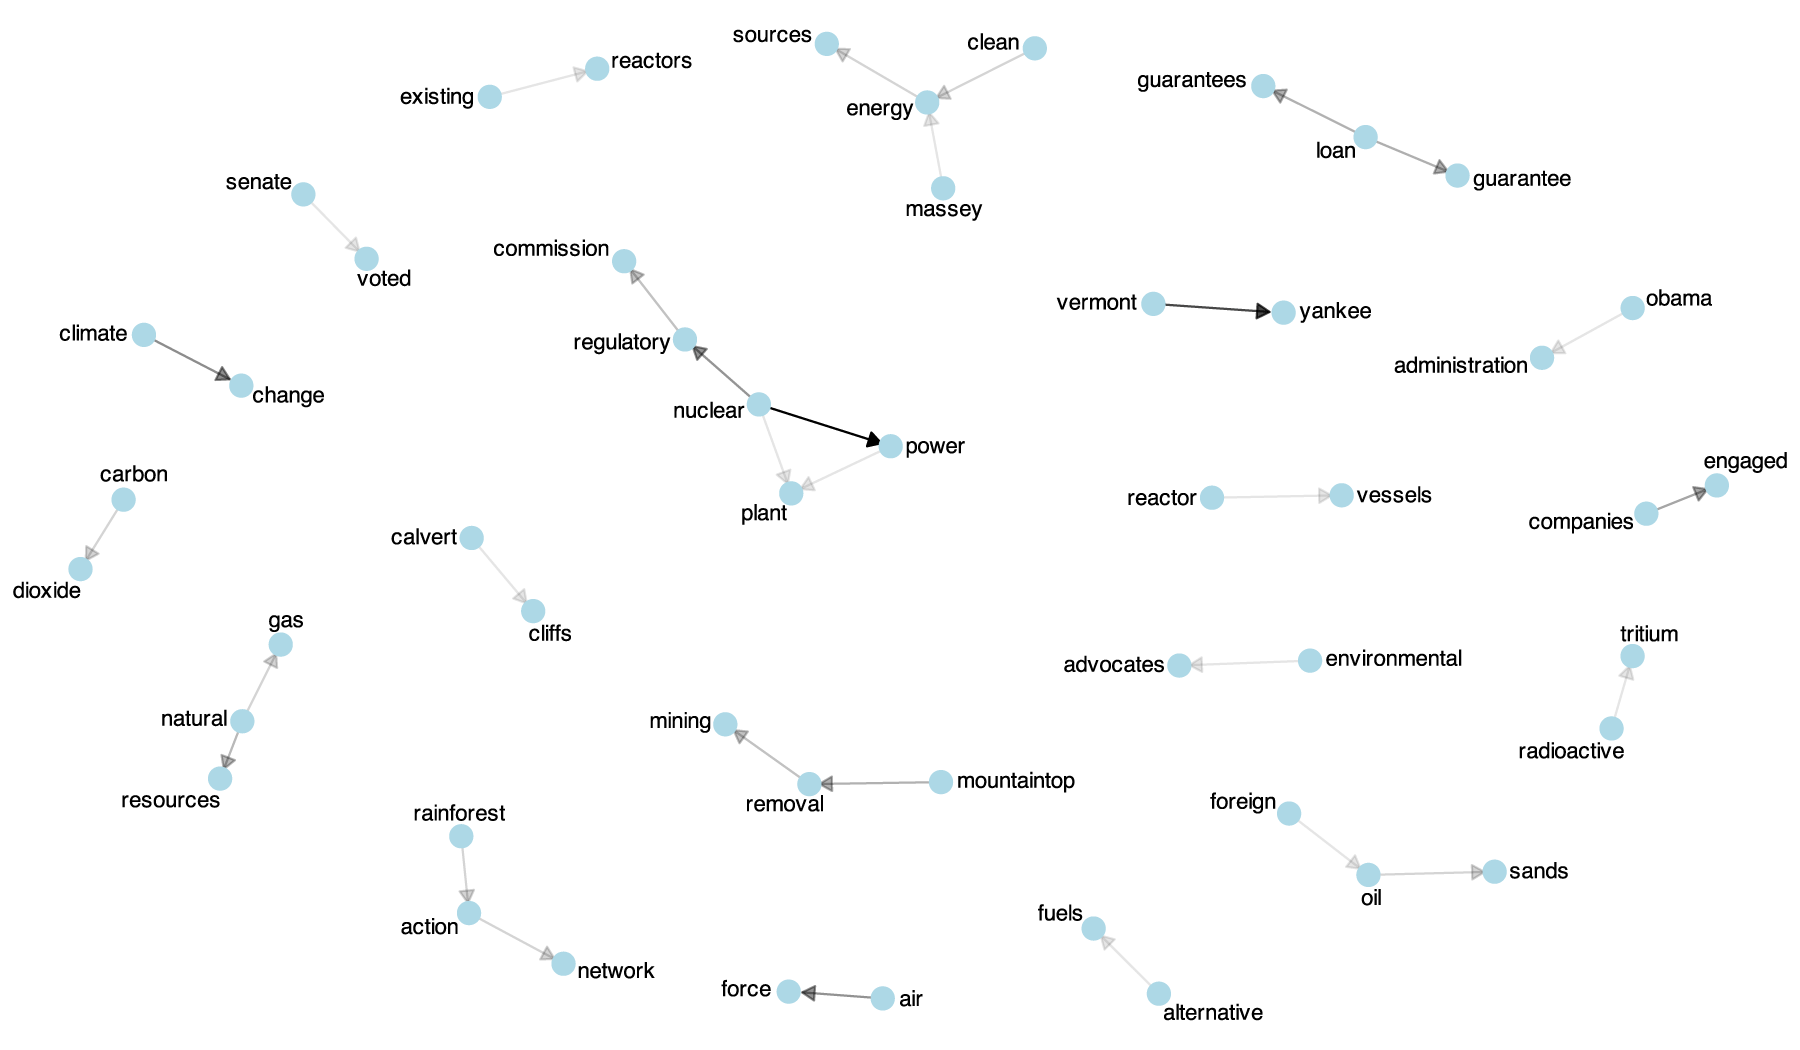 sources
clean
reactors
existing
energy
guarantees
loan
guarantee
massey
senate
voted
commission
regulatory
nuclear
power
plant
vermont
yankee
obama
administration
climate
change
carbon
dioxide
calvert
cliffs
reactor
vessels
engaged
companies
gas
natural
resources
advocates
environmental
tritium
radioactive
mining
removal
mountaintop
rainforest
action
network
foreign
oil
sands
fuels
alternative
force
air